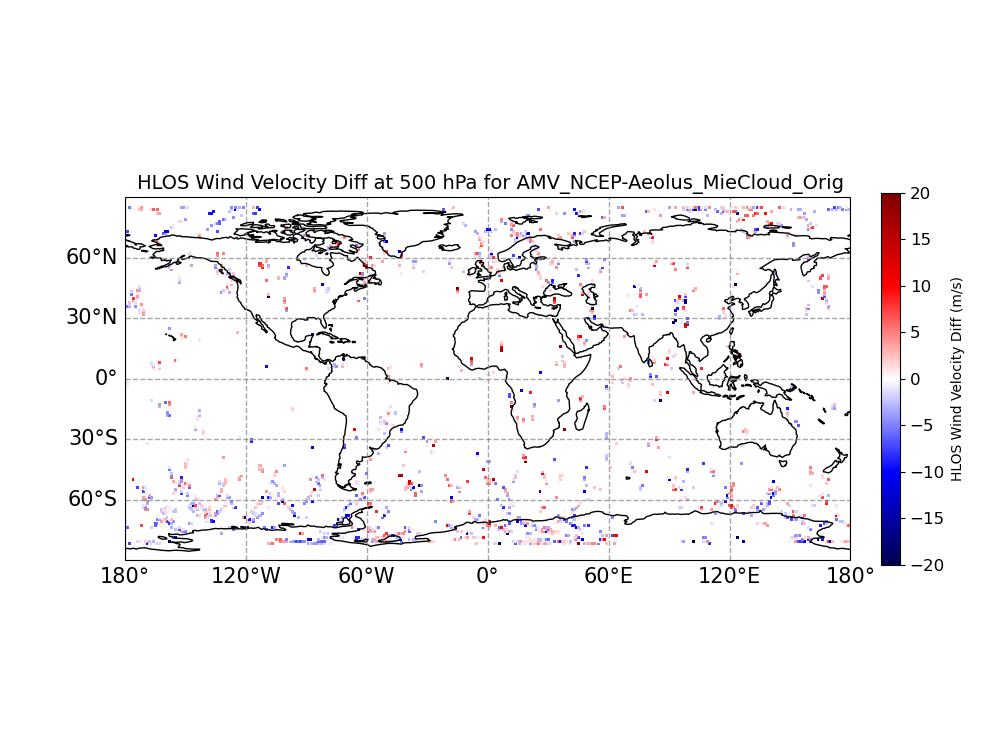 HLOS Wind Velocity Diff at 500 hPa for AMV_NCEP-Aeolus_MieCloud_Orig
60°N
30°N
0°
30°S
60°S
180° 120°W 60°W 0° 60°E 120°E 180°
20
15
10
5
0
−5
−10
−15
−20
HLOS Wind Velocity Diff (m/s)